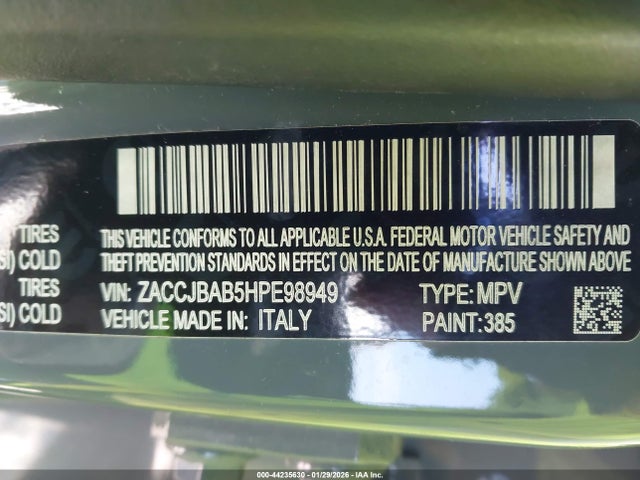 THIS VEHICLE CONFORMS TO ALL APPLICABLE U.S.A. FEDERAL MOTOR VEHICLE SAFETY AND
THEFT PREVENTION STANDARDS IN EFFECT ON THE DATE OF MANUFACTURE SHOWN ABOVE
TIRES
SI) COLD
TIRES
SI) COLD
VIN: ZACCJBAB5HPE98949 TYPE: MPV
VEHICLE MADE IN: ITALY PAINT: 385
000-44235630 - 01/29/2026 - IAA Inc.